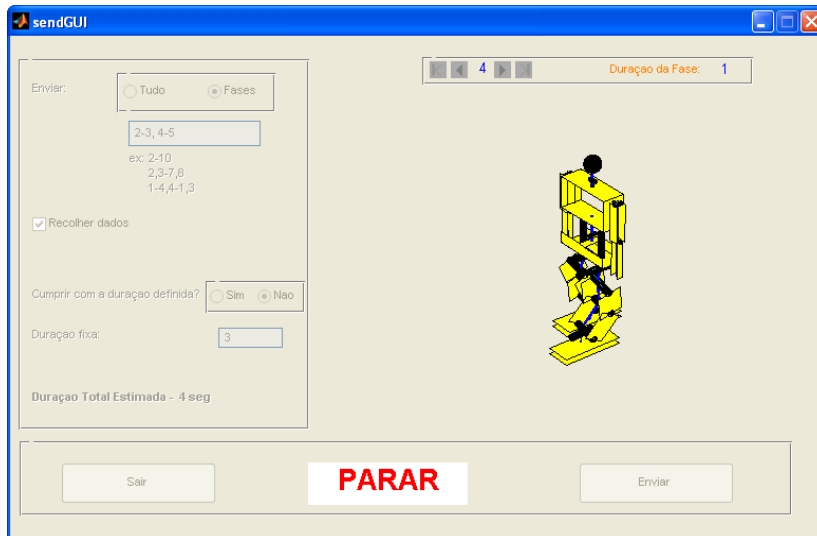 sendGUI
4 Duraçao da Fase: 1
Enviar: Tudo Fases
2-3, 4-5
ex: 2-10
2,3-7,8
1-4,4-1,3
Recolher dados
Cumprir com a duraçao definida? Sim Nao
Duraçao fixa: 3
Duraçao Total Estimada - 4 seg
Sair PARAR Enviar